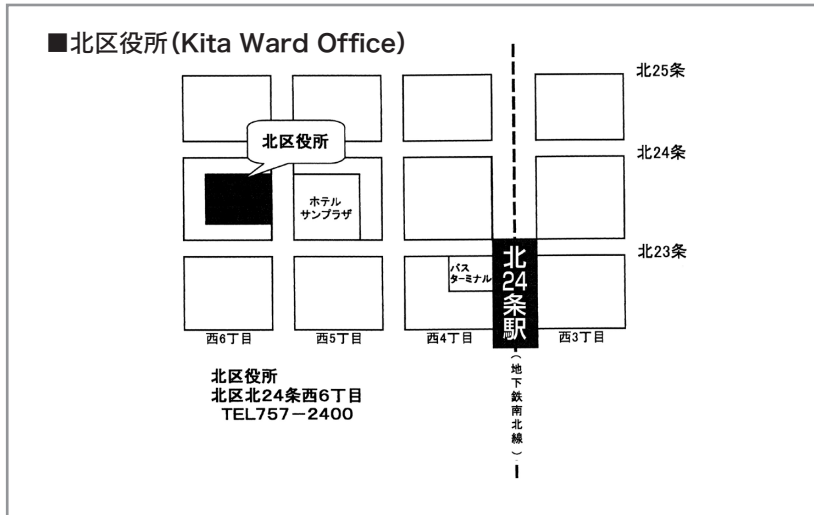 ■北区役所(Kita Ward Office)
北25条
北区役所
北24条
ホテル
サンプラザ
北23条
バス
ターミナル
北24条駅
西6丁目
西5丁目
西4丁目
西3丁目
(地下鉄南北線)
北区役所
北区北24条西6丁目
TEL757−2400